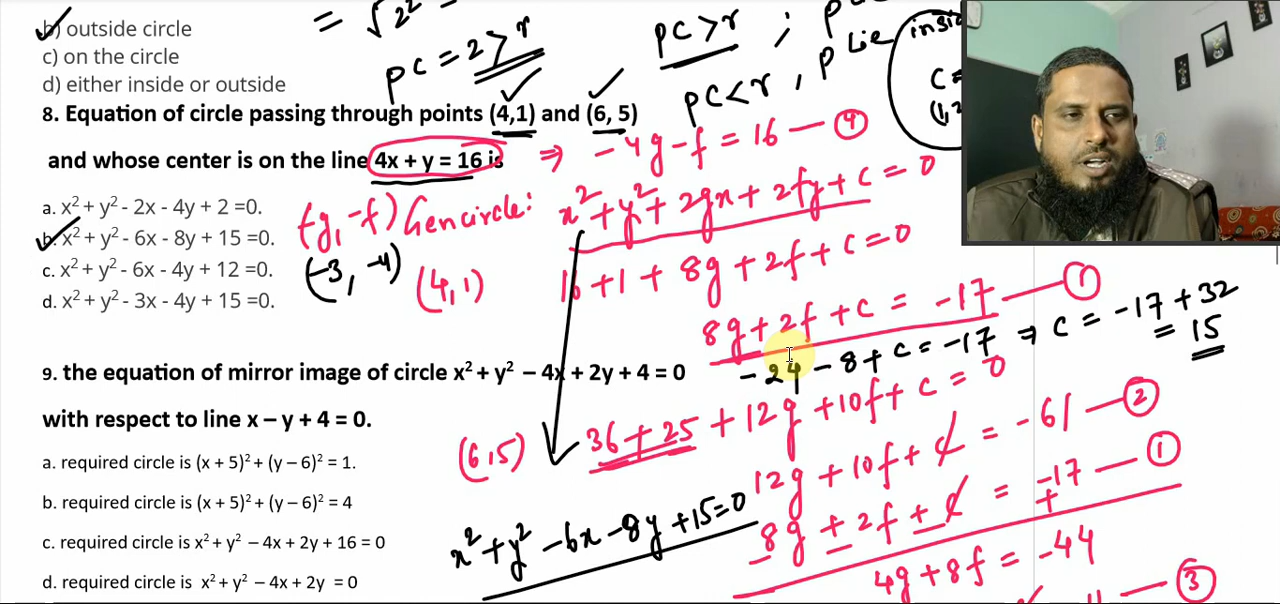 = √2² -
b) outside circle
pc = 2 > r
pc > r ; p
c) on the circle
pc < r , p Lie
insid
d) either inside or outside
c =
(1, 2
8. Equation of circle passing through points (4,1) and (6, 5)
and whose center is on the line 4x + y = 16 is
⇒ -4g - f = 16 — ④
a. x² + y² - 2x - 4y + 2 =0.
(-g, -f) Gen circle: x² + y² + 2gx + 2fy + c = 0
b. x² + y² - 6x - 8y + 15 =0.
(-3, -4) (4, 1) 16 + 1 + 8g + 2f + c = 0
c. x² + y² - 6x - 4y + 12 =0.
d. x² + y² - 3x - 4y + 15 =0.
8g + 2f + c = -17 — ①
-24 - 8 + c = -17 ⇒ c = -17 + 32
= 15
9. the equation of mirror image of circle x² + y² – 4x + 2y + 4 = 0
with respect to line x – y + 4 = 0.
(6, 5) 36 + 25 + 12g + 10f + c = 0
a. required circle is (x + 5)² + (y – 6)² = 1.
12g + 10f + c = -61 — ②
b. required circle is (x + 5)² + (y – 6)² = 4
8g + 2f + c = -17 — ①
- - - +
x² + y² - 6x - 8y + 15 = 0
c. required circle is x² + y² – 4x + 2y + 16 = 0
4g + 8f = -44
d. required circle is x² + y² – 4x + 2y = 0
— ③